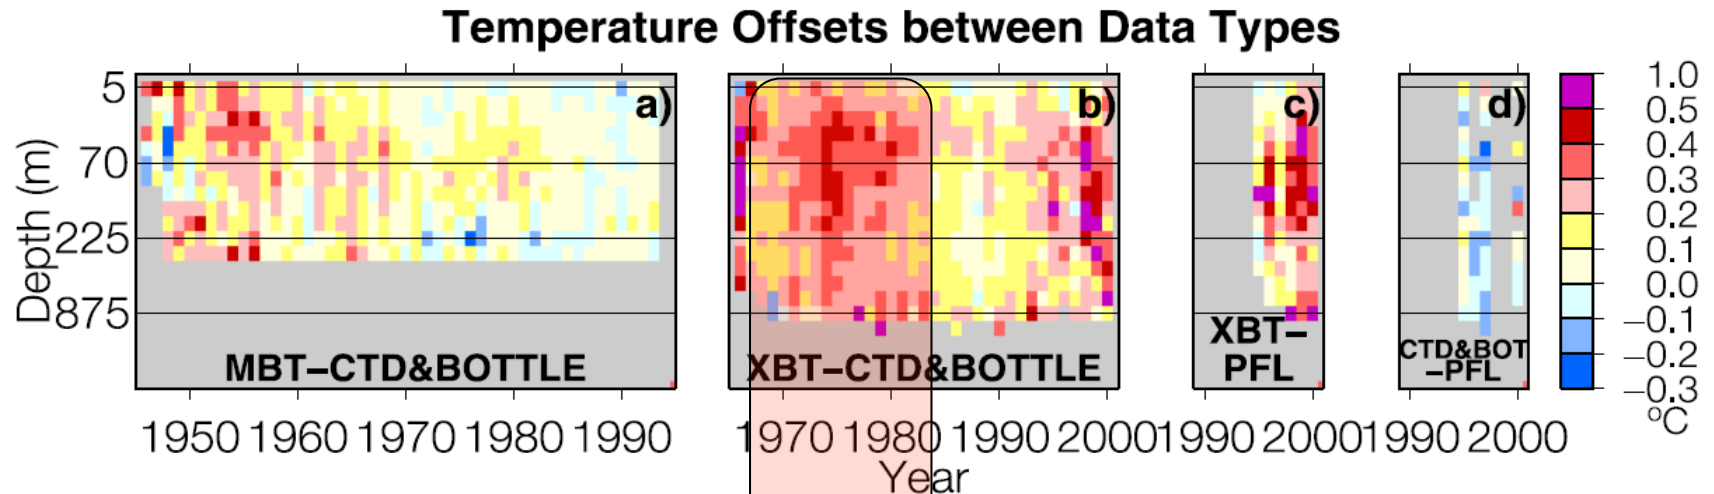 Temperature Offsets between Data Types
5
70
225
875
Depth (m)
a)
MBT–CTD&BOTTLE
1950 1960 1970 1980 1990
b)
XBT–CTD&BOTTLE
1970 1980 1990 2000
c)
XBT–
PFL
1990 2000
d)
CTD&BOT
–PFL
1990 2000
Year
1.0
0.5
0.4
0.3
0.2
0.1
0.0
–0.1
–0.2
–0.3
°C